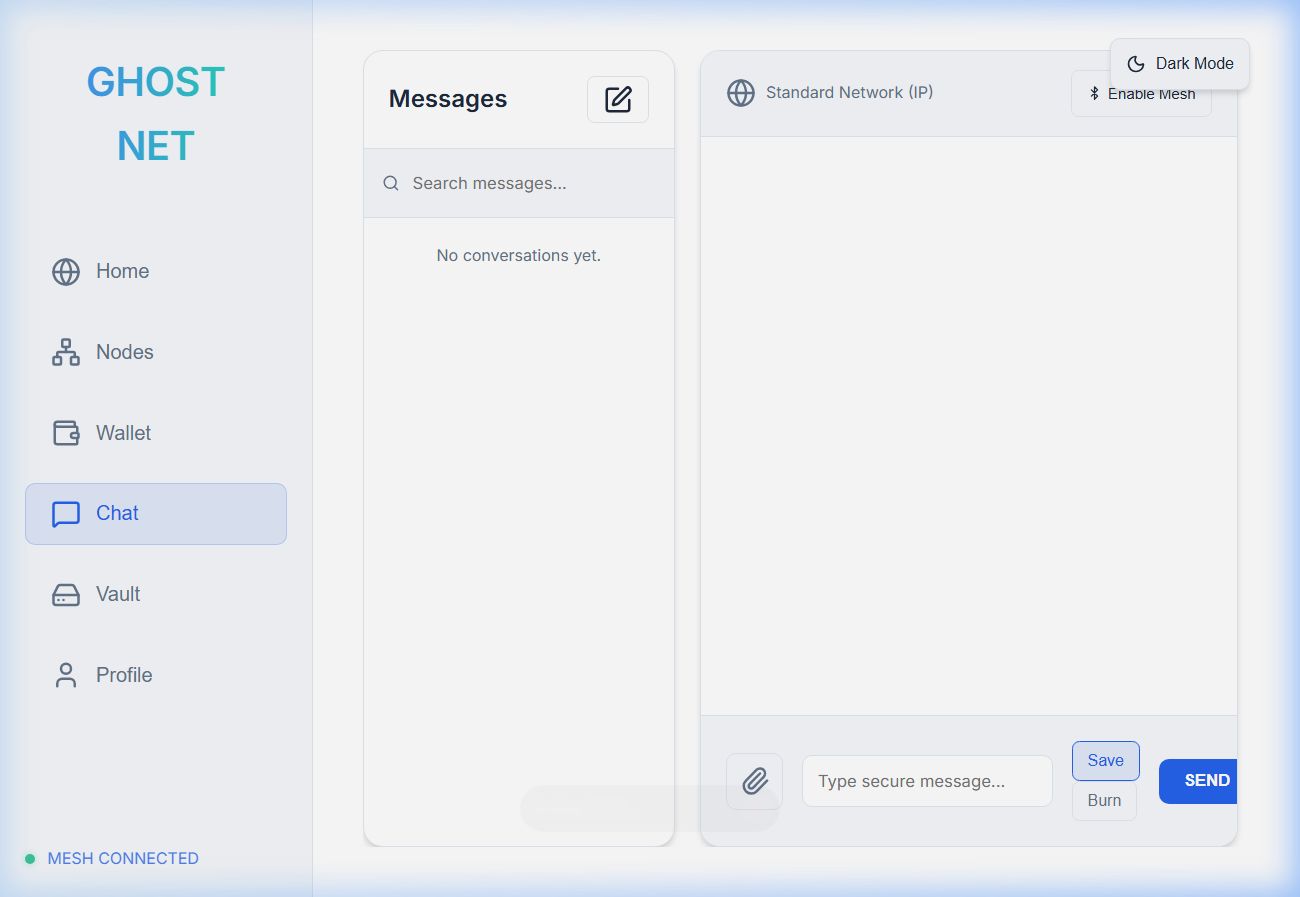 GHOST
NET
Home
Nodes
Wallet
Chat
Vault
Profile
MESH CONNECTED
Messages
Search messages...
No conversations yet.
Standard Network (IP)
Dark Mode
Enable Mesh
Type secure message...
Save
Burn
SEND